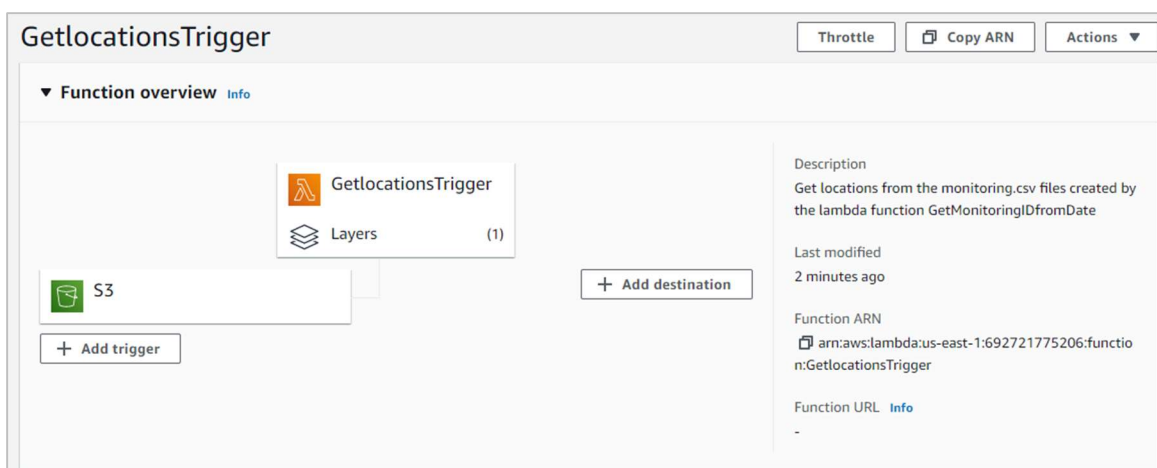 GetlocationsTrigger
Throttle
Copy ARN
Actions
Function overview Info
GetlocationsTrigger
Layers (1)
S3
+ Add trigger
+ Add destination
Description
Get locations from the monitoring.csv files created by
the lambda function GetMonitoringIDfromDate
Last modified
2 minutes ago
Function ARN
arn:aws:lambda:us-east-1:692721775206:functio
n:GetlocationsTrigger
Function URL Info
-